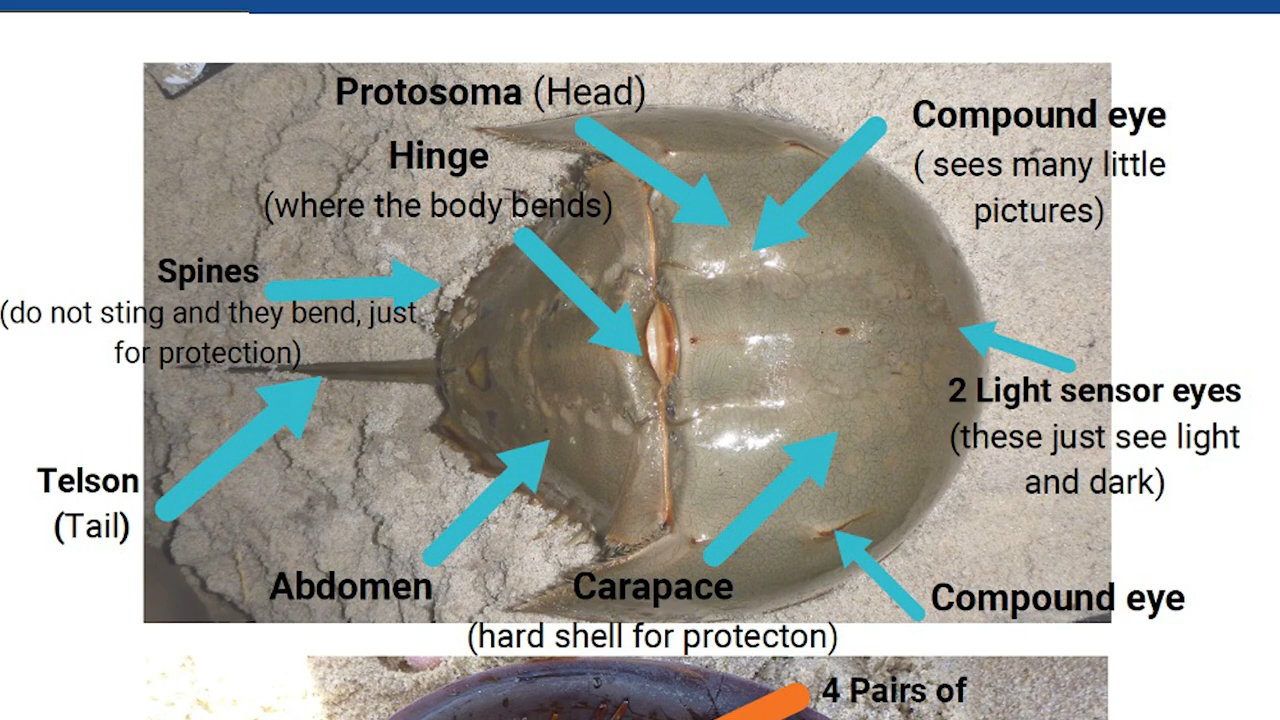 Protosoma (Head)
Hinge
(where the body bends)
Compound eye
( sees many little
pictures)
Spines
(do not sting and they bend, just
for protection)
2 Light sensor eyes
(these just see light
and dark)
Telson
(Tail)
Abdomen
Carapace
(hard shell for protecton)
Compound eye
4 Pairs of